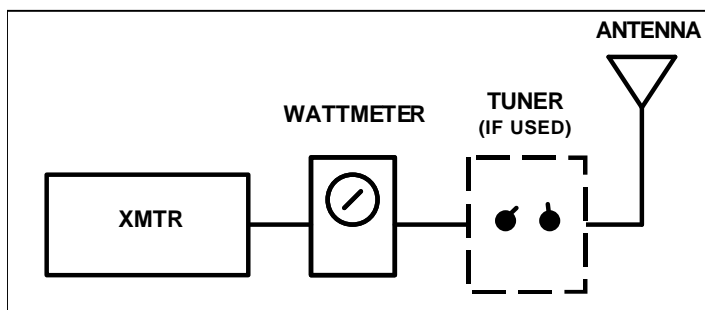 ANTENNA
TUNER
(IF USED)
WATTMETER
XMTR